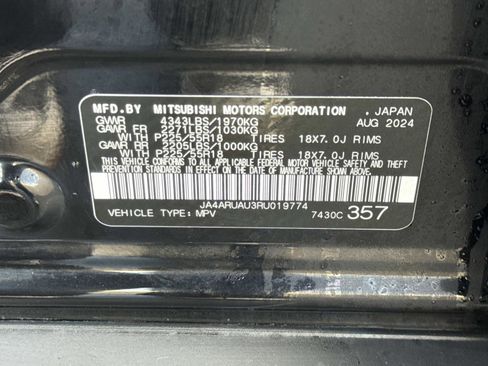 MFD.BY MITSUBISHI MOTORS CORPORATION , JAPAN
GVWR 4343LBS/1970KG AUG 2024
GAWR FR 2271LBS/1030KG
WITH P225/55R18 TIRES 18X7.0J RIMS
GAWR RR 2205LBS/1000KG
WITH P225/55R18 TIRES 18X7.0J RIMS
THIS VEHICLE CONFORMS TO ALL APPLICABLE FEDERAL MOTOR VEHICLE SAFETY, BUMPER AND THEFT
PREVENTION STANDARDS IN EFFECT ON THE DATE OF MANUFACTURE SHOWN ABOVE.
JA4ARUAU3RU019774
VEHICLE TYPE: MPV 7430C 357